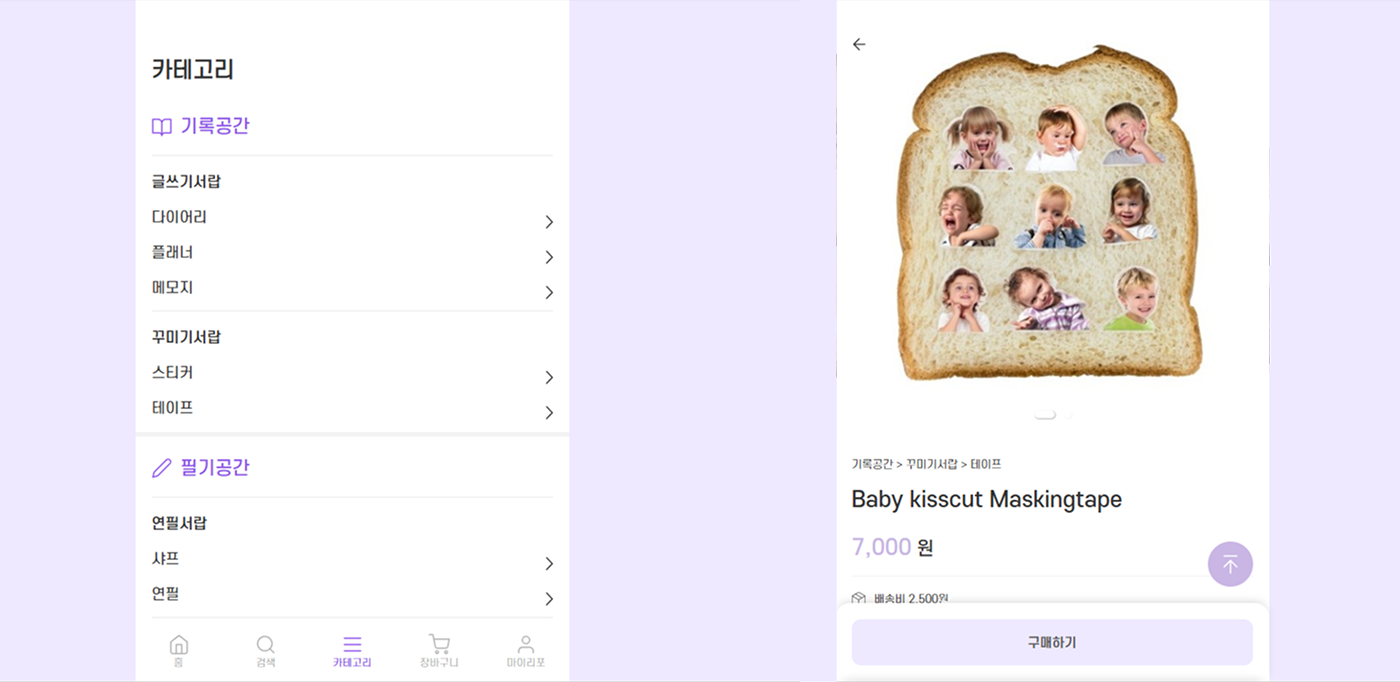 카테고리
기록공간
글쓰기서랍
다이어리
플래너
메모지
꾸미기서랍
스티커
테이프
필기공간
연필서랍
샤프
연필
홈
검색
카테고리
장바구니
마이리포
기록공간 > 꾸미기서랍 > 테이프
Baby kisscut Maskingtape
7,000 원
배송비 2,500원
구매하기